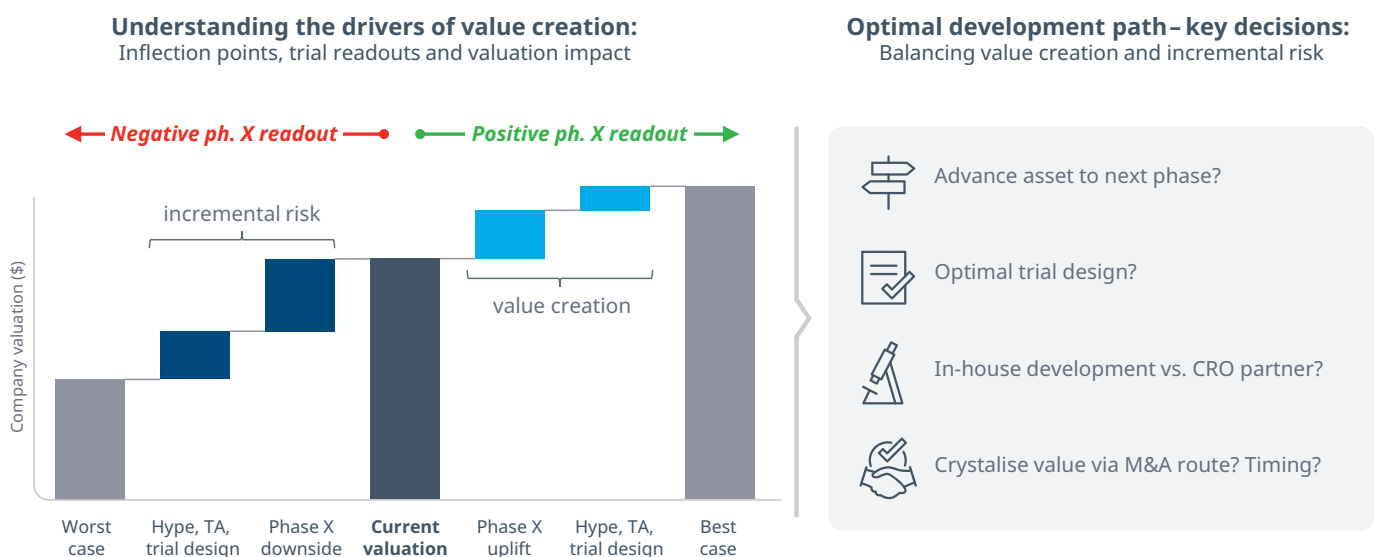 Understanding the drivers of value creation:
Inflection points, trial readouts and valuation impact
Negative ph. X readout
Positive ph. X readout
incremental risk
value creation
Company valuation ($)
Worst
case
Hype, TA,
trial design
Phase X
downside
Current
valuation
Phase X
uplift
Hype, TA,
trial design
Best
case
Optimal development path – key decisions:
Balancing value creation and incremental risk
Advance asset to next phase?
Optimal trial design?
In-house development vs. CRO partner?
Crystalise value via M&A route? Timing?